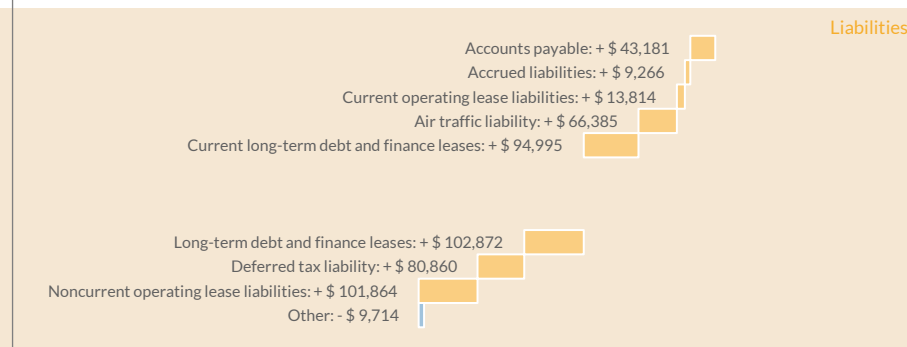 Liabilities
Accounts payable: + $ 43,181
Accrued liabilities: + $ 9,266
Current operating lease liabilities: + $ 13,814
Air traffic liability: + $ 66,385
Current long-term debt and finance leases: + $ 94,995
Long-term debt and finance leases: + $ 102,872
Deferred tax liability: + $ 80,860
Noncurrent operating lease liabilities: + $ 101,864
Other: - $ 9,714